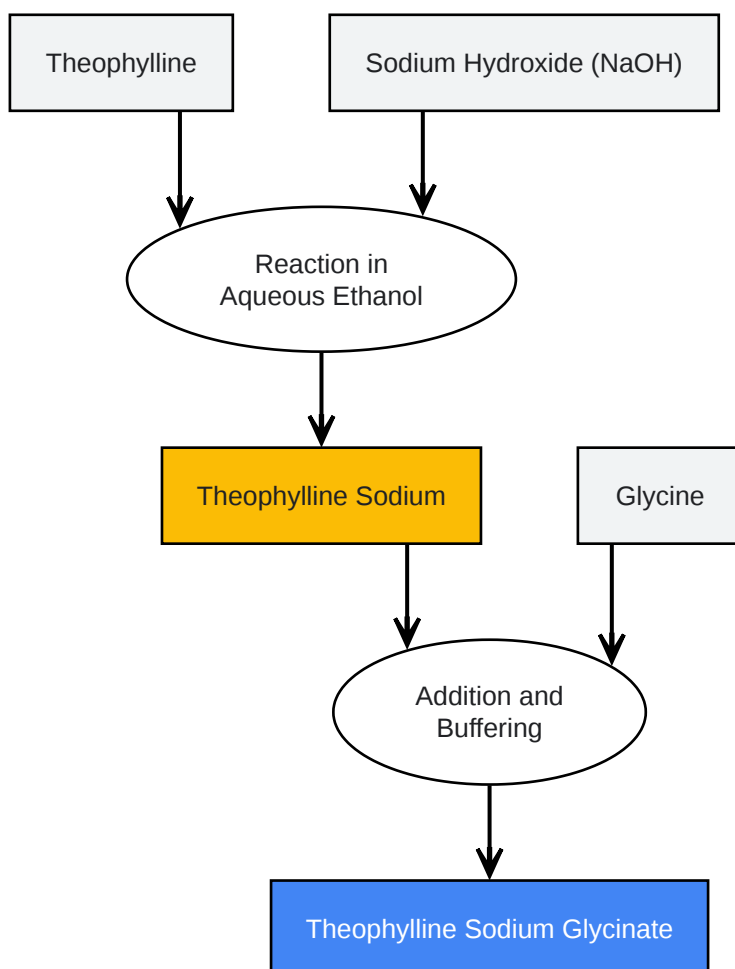 Theophylline
Sodium Hydroxide (NaOH)
Reaction in
Aqueous Ethanol
Theophylline Sodium
Glycine
Addition and
Buffering
Theophylline Sodium Glycinate